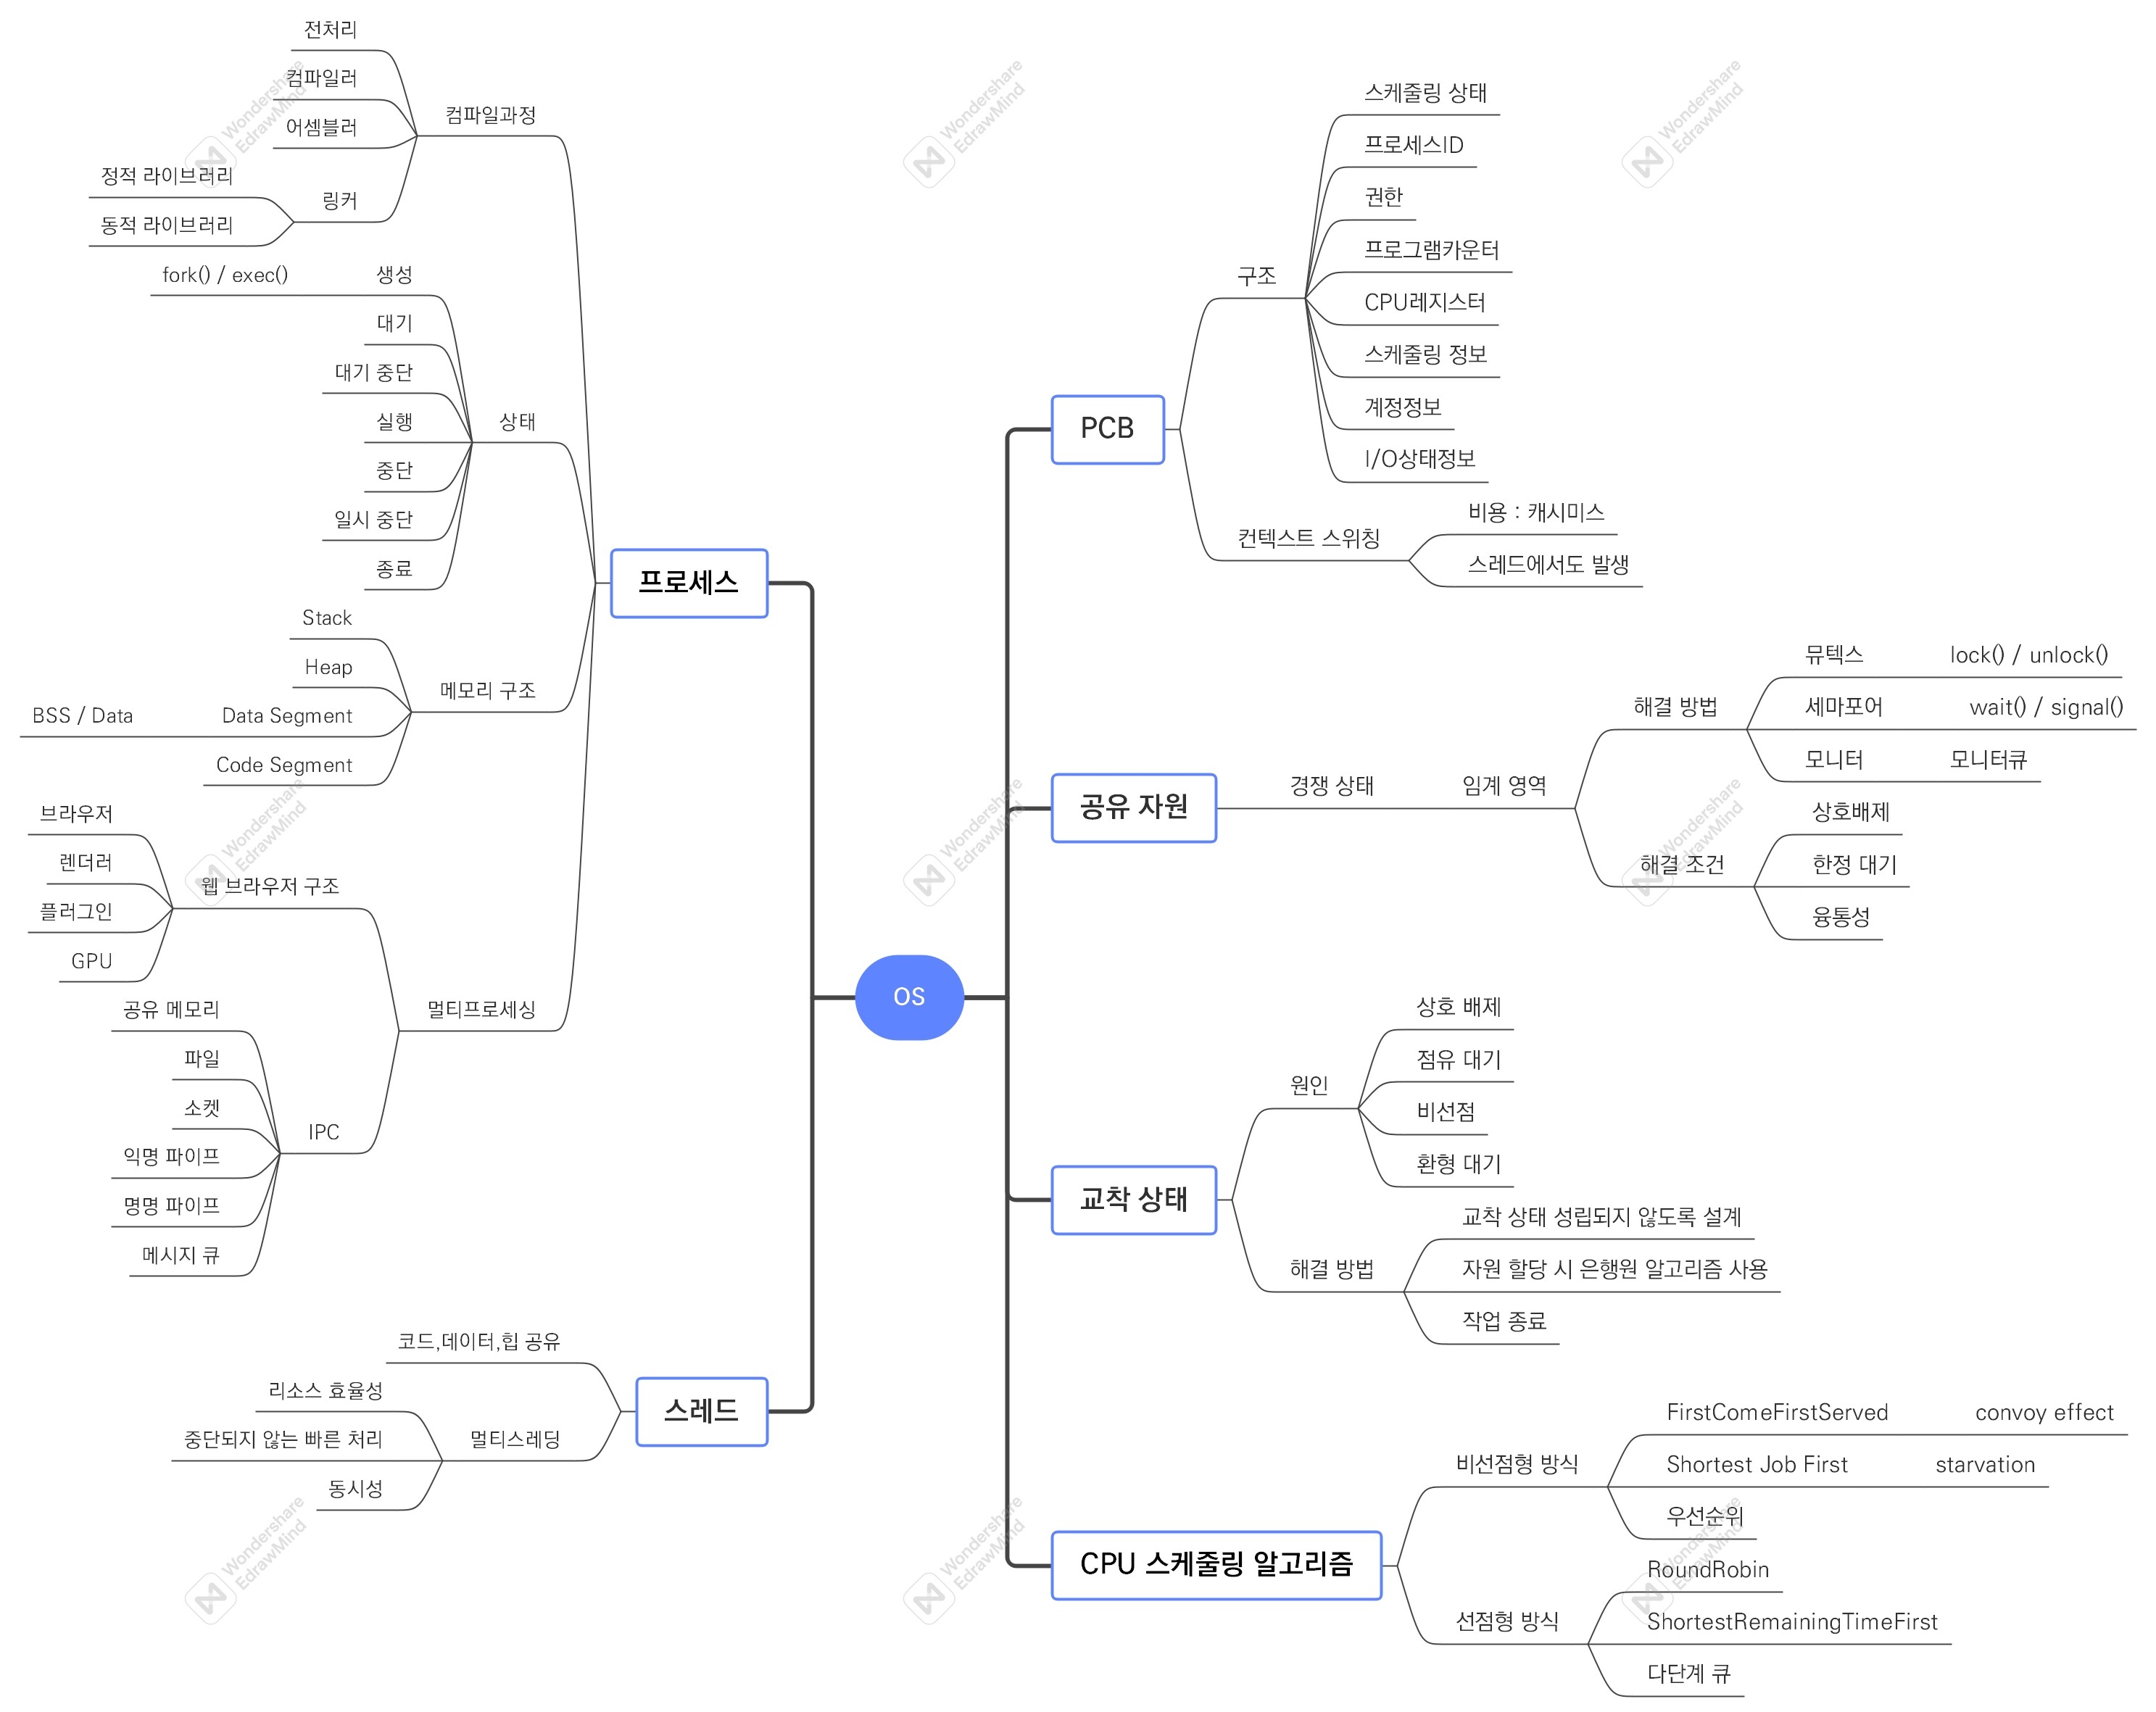 OS
프로세스
컴파일과정
전처리
컴파일러
어셈블러
링커
정적 라이브러리
동적 라이브러리
상태
생성
fork() / exec()
대기
대기 중단
실행
중단
일시 중단
종료
메모리 구조
Stack
Heap
Data Segment
BSS / Data
Code Segment
멀티프로세싱
웹 브라우저 구조
브라우저
렌더러
플러그인
GPU
IPC
공유 메모리
파일
소켓
익명 파이프
명명 파이프
메시지 큐
스레드
코드,데이터,힙 공유
멀티스레딩
리소스 효율성
중단되지 않는 빠른 처리
동시성
PCB
구조
스케줄링 상태
프로세스ID
권한
프로그램카운터
CPU레지스터
스케줄링 정보
계정정보
I/O상태정보
컨텍스트 스위칭
비용 : 캐시미스
스레드에서도 발생
공유 자원
경쟁 상태
임계 영역
해결 방법
뮤텍스
lock() / unlock()
세마포어
wait() / signal()
모니터
모니터큐
해결 조건
상호배제
한정 대기
융통성
교착 상태
원인
상호 배제
점유 대기
비선점
환형 대기
해결 방법
교착 상태 성립되지 않도록 설계
자원 할당 시 은행원 알고리즘 사용
작업 종료
CPU 스케줄링 알고리즘
비선점형 방식
FirstComeFirstServed
convoy effect
Shortest Job First
starvation
우선순위
선점형 방식
RoundRobin
ShortestRemainingTimeFirst
다단계 큐
Wondershare
EdrawMind
Wondershare
EdrawMind
Wondershare
EdrawMind
Wondershare
EdrawMind
Wondershare
EdrawMind
Wondershare
EdrawMind
Wondershare
EdrawMind
Wondershare
EdrawMind
Wondershare
EdrawMind